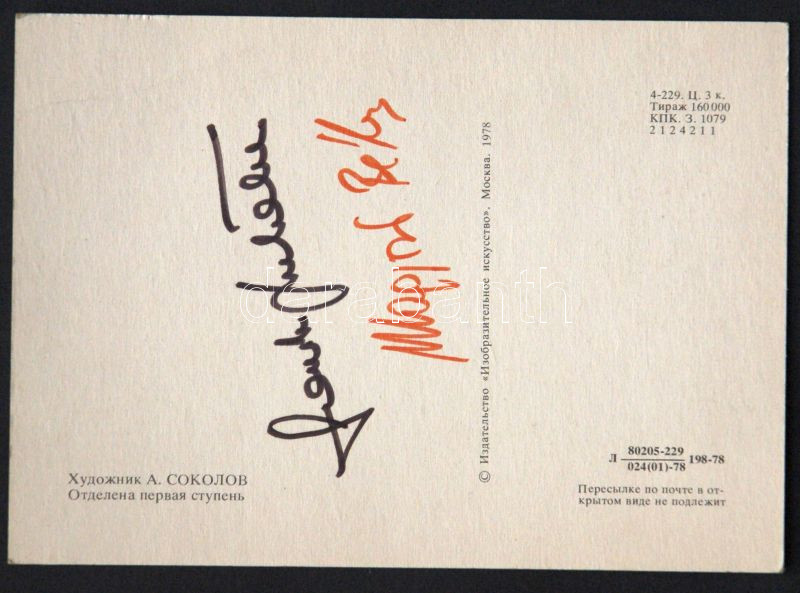 4-229. Ц. 3 к.
Тираж 160 000
КПК. З. 1079
2 1 2 4 2 1 1
© Издательство «Изобразительное искусство». Москва. 1978
darabanth
Художник А. СОКОЛОВ
Отделена первая ступень
Л 80205-229 198-78
024(01)-78
Пересылке по почте в от-
крытом виде не подлежит